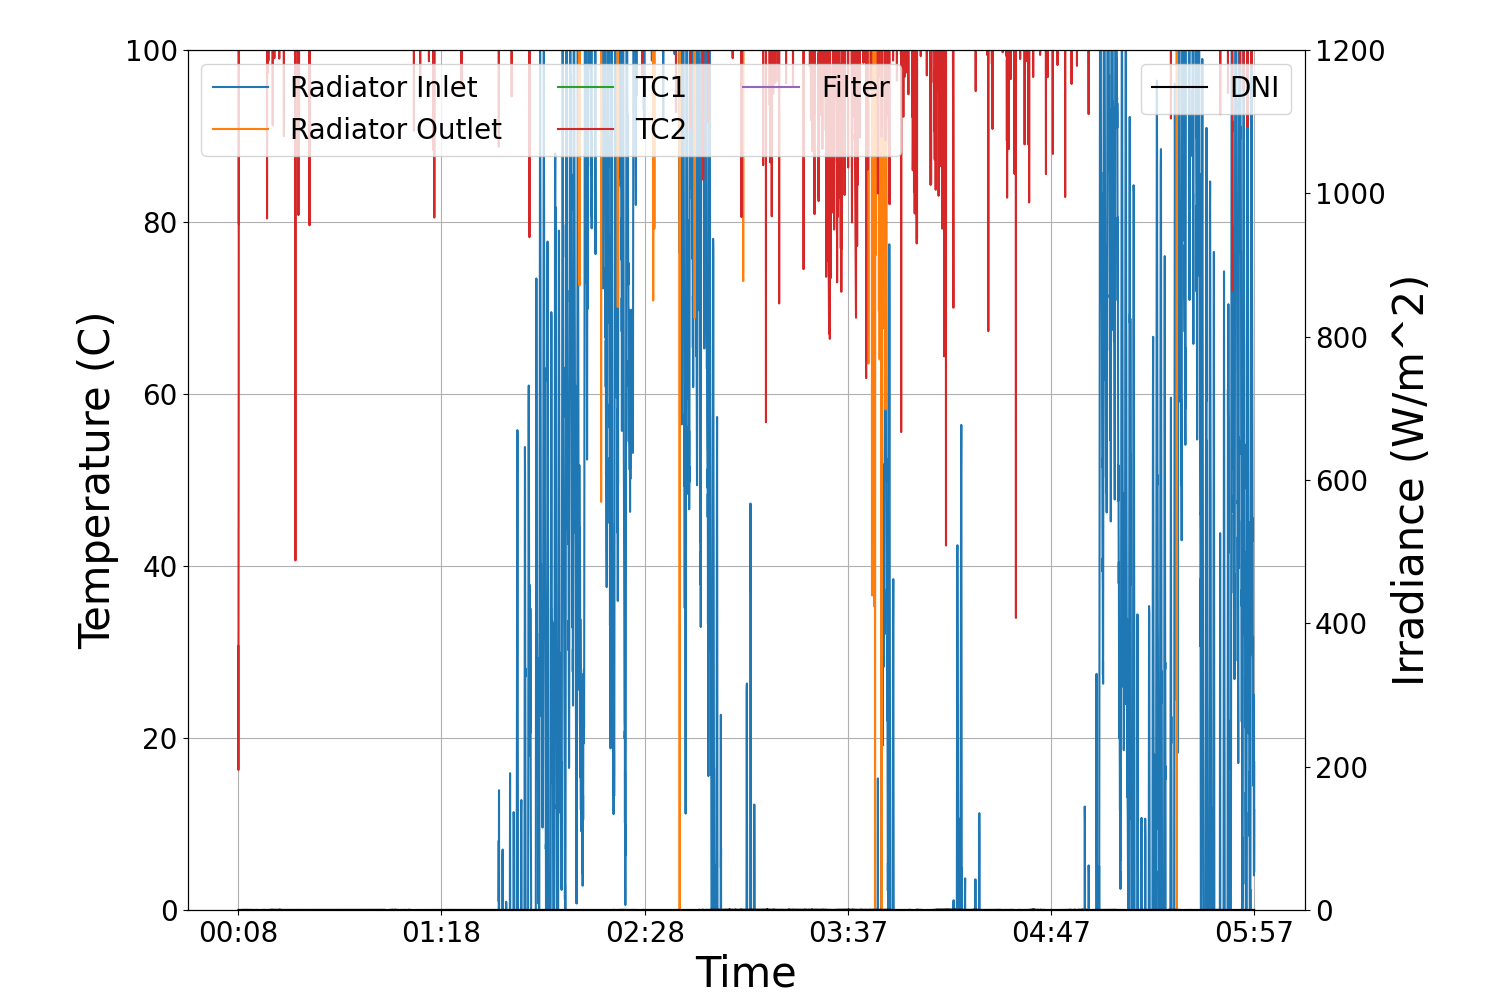 100
80
60
40
20
0
Temperature (C)
Radiator Inlet
Radiator Outlet
TC1
TC2
Filter
DNI
1200
1000
800
600
400
200
0
Irradiance (W/m^2)
00:08 01:18 02:28 03:37 04:47 05:57
Time